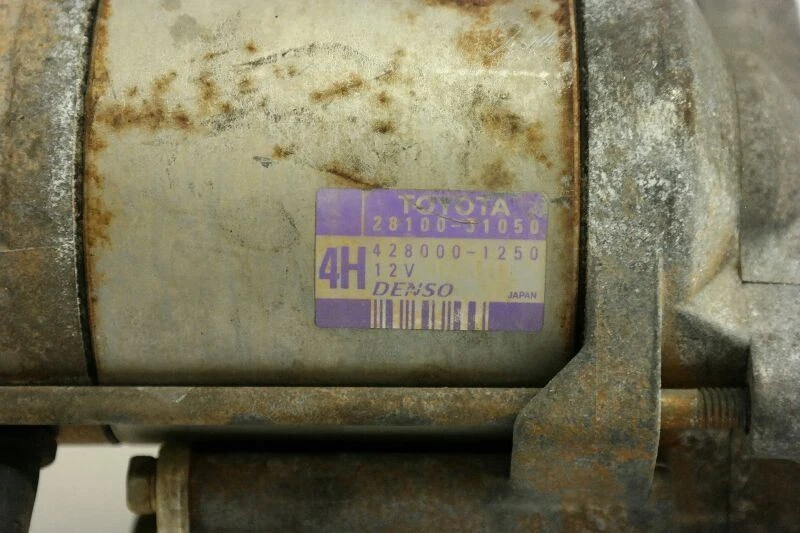 TOYOTA
28100-31050
4H
428000-1250
12V
DENSO
JAPAN